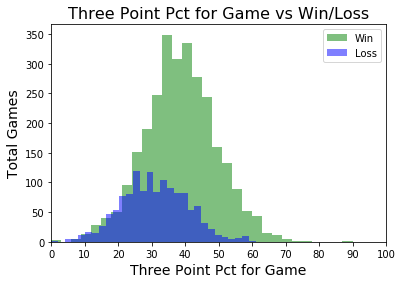 Three Point Pct for Game vs Win/Loss
Win
Loss
Total Games
350
300
250
200
150
100
50
0
0 10 20 30 40 50 60 70 80 90 100
Three Point Pct for Game